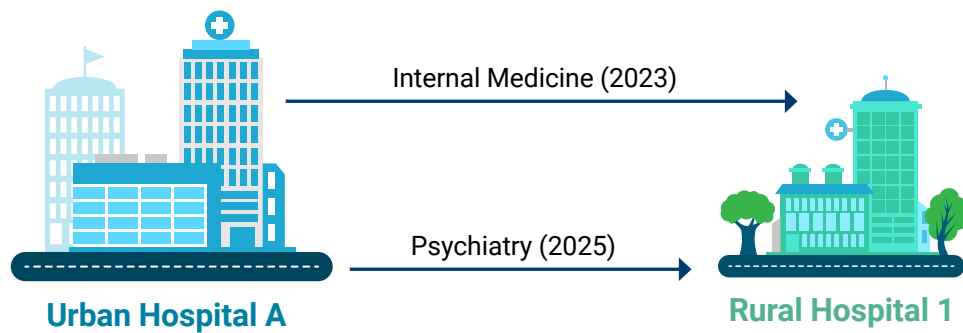 Internal Medicine (2023)
Psychiatry (2025)
Urban Hospital A
Rural Hospital 1